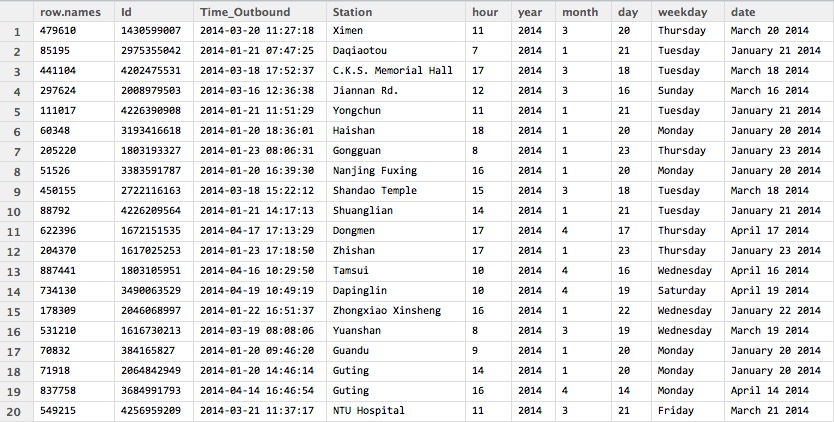 row.names Id Time_Outbound Station hour year month day weekday date
1 479610 1430599007 2014-03-20 11:27:18 Ximen 11 2014 3 20 Thursday March 20 2014
2 85195 2975355042 2014-01-21 07:47:25 Daqiaotou 7 2014 1 21 Tuesday January 21 2014
3 441104 4202475531 2014-03-18 17:52:37 C.K.S. Memorial Hall 17 2014 3 18 Tuesday March 18 2014
4 297624 2008979503 2014-03-16 12:36:38 Jiannan Rd. 12 2014 3 16 Sunday March 16 2014
5 111017 4226390908 2014-01-21 11:51:29 Yongchun 11 2014 1 21 Tuesday January 21 2014
6 60348 3193416618 2014-01-20 18:36:01 Haishan 18 2014 1 20 Monday January 20 2014
7 205220 1803193327 2014-01-23 08:06:31 Gongguan 8 2014 1 23 Thursday January 23 2014
8 51526 3383591787 2014-01-20 16:39:30 Nanjing Fuxing 16 2014 1 20 Monday January 20 2014
9 450155 2722116163 2014-03-18 15:22:12 Shandao Temple 15 2014 3 18 Tuesday March 18 2014
10 88792 4226209564 2014-01-21 14:17:13 Shuanglian 14 2014 1 21 Tuesday January 21 2014
11 622396 1672151535 2014-04-17 17:13:29 Dongmen 17 2014 4 17 Thursday April 17 2014
12 204370 1617025253 2014-01-23 17:18:50 Zhishan 17 2014 1 23 Thursday January 23 2014
13 887441 1803105951 2014-04-16 10:29:50 Tamsui 10 2014 4 16 Wednesday April 16 2014
14 734130 3490063529 2014-04-19 10:49:19 Dapinglin 10 2014 4 19 Saturday April 19 2014
15 178309 2046068997 2014-01-22 16:51:37 Zhongxiao Xinsheng 16 2014 1 22 Wednesday January 22 2014
16 531210 1616730213 2014-03-19 08:08:06 Yuanshan 8 2014 3 19 Wednesday March 19 2014
17 70832 384165827 2014-01-20 09:46:20 Guandu 9 2014 1 20 Monday January 20 2014
18 71918 2064842949 2014-01-20 14:46:14 Guting 14 2014 1 20 Monday January 20 2014
19 837758 3684991793 2014-04-14 16:46:54 Guting 16 2014 4 14 Monday April 14 2014
20 549215 4256959209 2014-03-21 11:37:17 NTU Hospital 11 2014 3 21 Friday March 21 2014